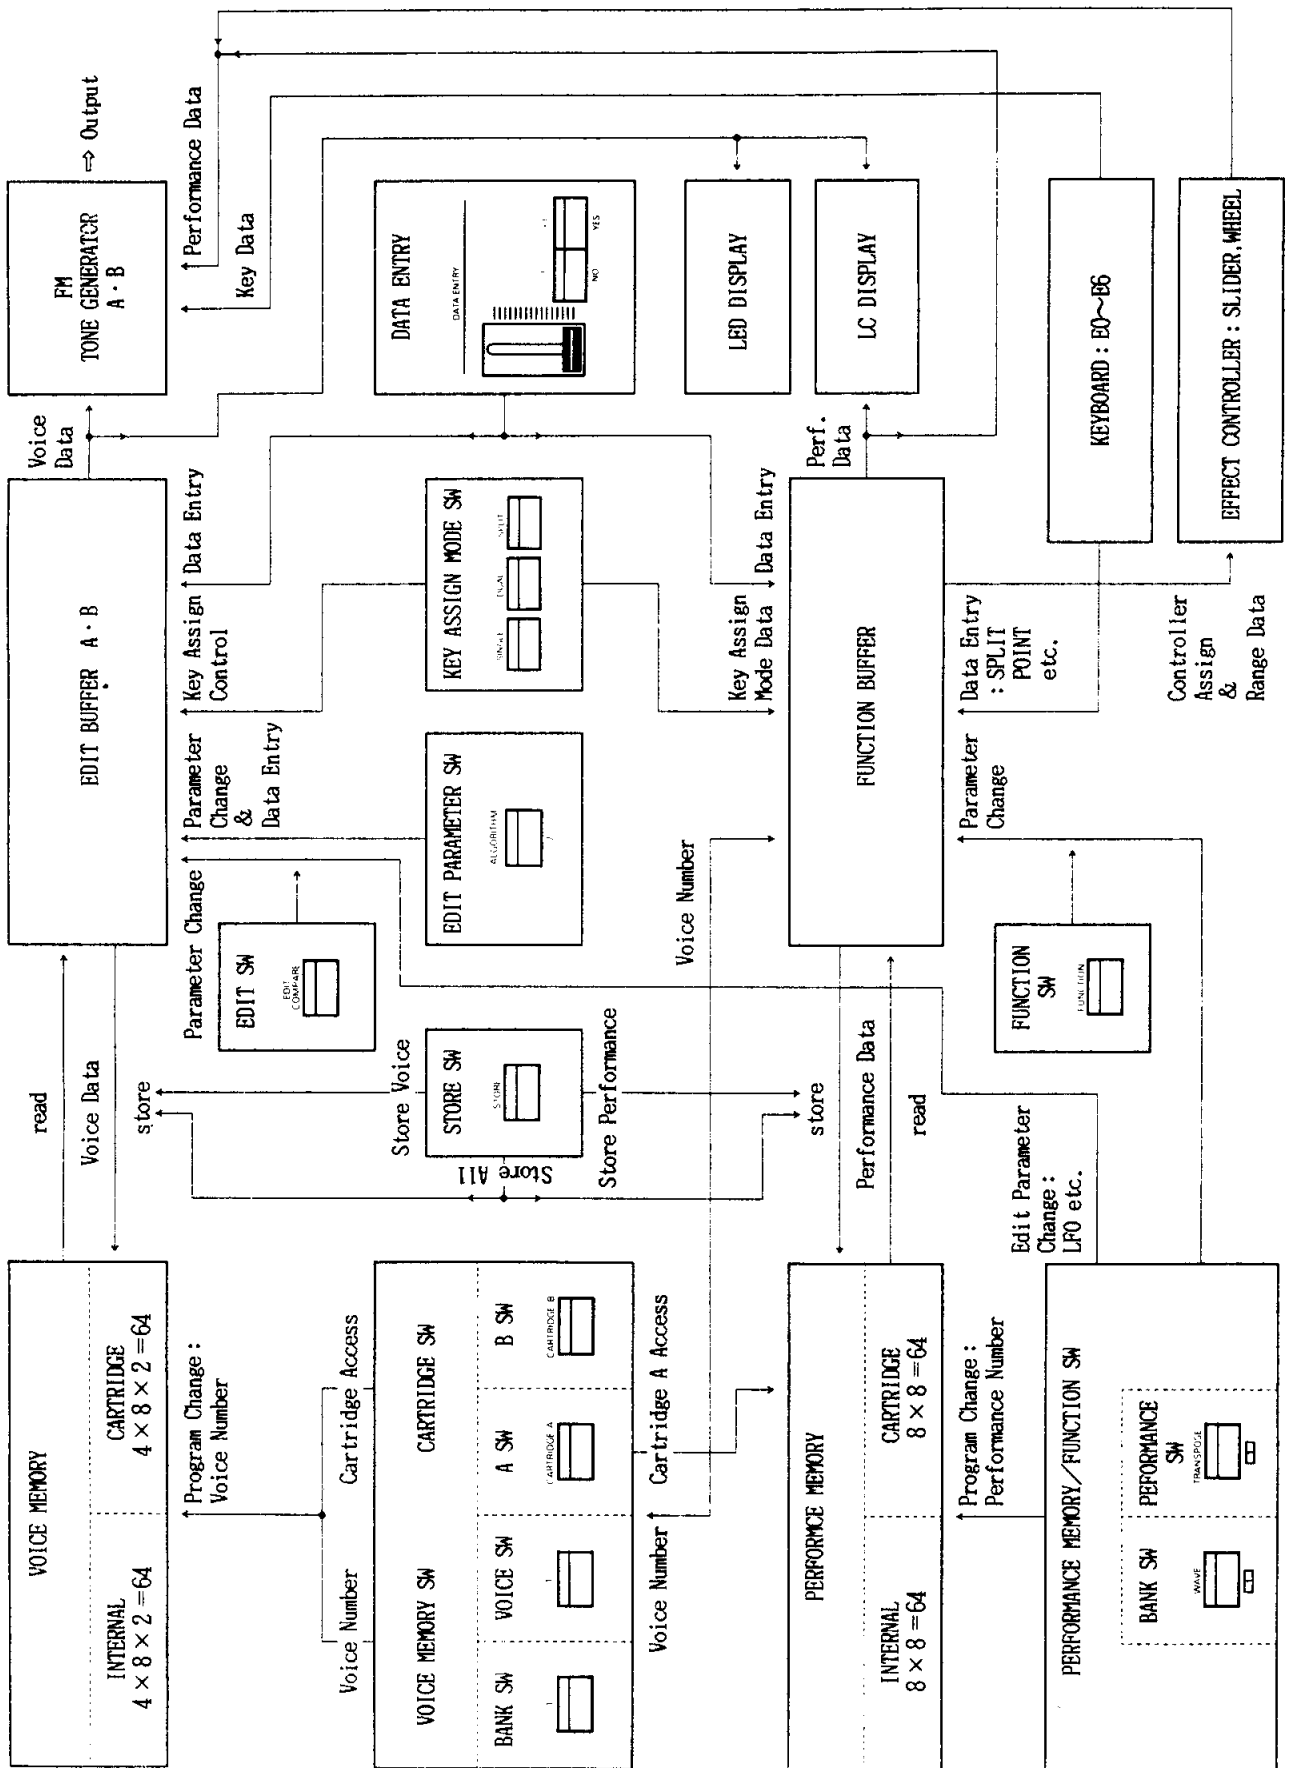 VOICE MEMORY
INTERNAL
4 × 8 × 2 = 64
CARTRIDGE
4 × 8 × 2 = 64
read
Voice Data
store
EDIT BUFFER A · B
Voice
Data
FM
TONE GENERATOR
A · B
⇨ Output
Program Change :
Voice Number
Parameter Change
Parameter
Change
&
Data Entry
Key Assign
Control
Data Entry
Key Data
Performance Data
Voice Number
Cartridge Access
VOICE MEMORY SW
CARTRIDGE SW
BANK SW
1
VOICE SW
1
A SW
CARTRIDGE A
B SW
CARTRIDGE B
Store Voice
STORE SW
STORE
Store All
Store Performance
EDIT SW
EDIT
COMPARE
EDIT PARAMETER SW
ALGORITHM
KEY ASSIGN MODE SW
SINGLE
DUAL
SPLIT
DATA ENTRY
DATA ENTRY
NO
YES
LED DISPLAY
LC DISPLAY
Voice Number
Cartridge A Access
Voice Number
Key Assign
Mode Data
Data Entry
PERFORMCE MEMORY
INTERNAL
8 × 8 = 64
CARTRIDGE
8 × 8 = 64
store
Performance Data
read
FUNCTION BUFFER
Perf.
Data
Program Change :
Performance Number
Edit Parameter
Change :
LFO etc.
Parameter
Change
Data Entry
: SPLIT
POINT
etc.
PERFORMANCE MEMORY/FUNCTION SW
BANK SW
WAVE
PEFORMANCE
SW
TRANSPOSE
FUNCTION
SW
FUNCTION
Controller
Assign
&
Range Data
KEYBOARD : E0～E6
EFFECT CONTROLLER : SLIDER, WHEEL